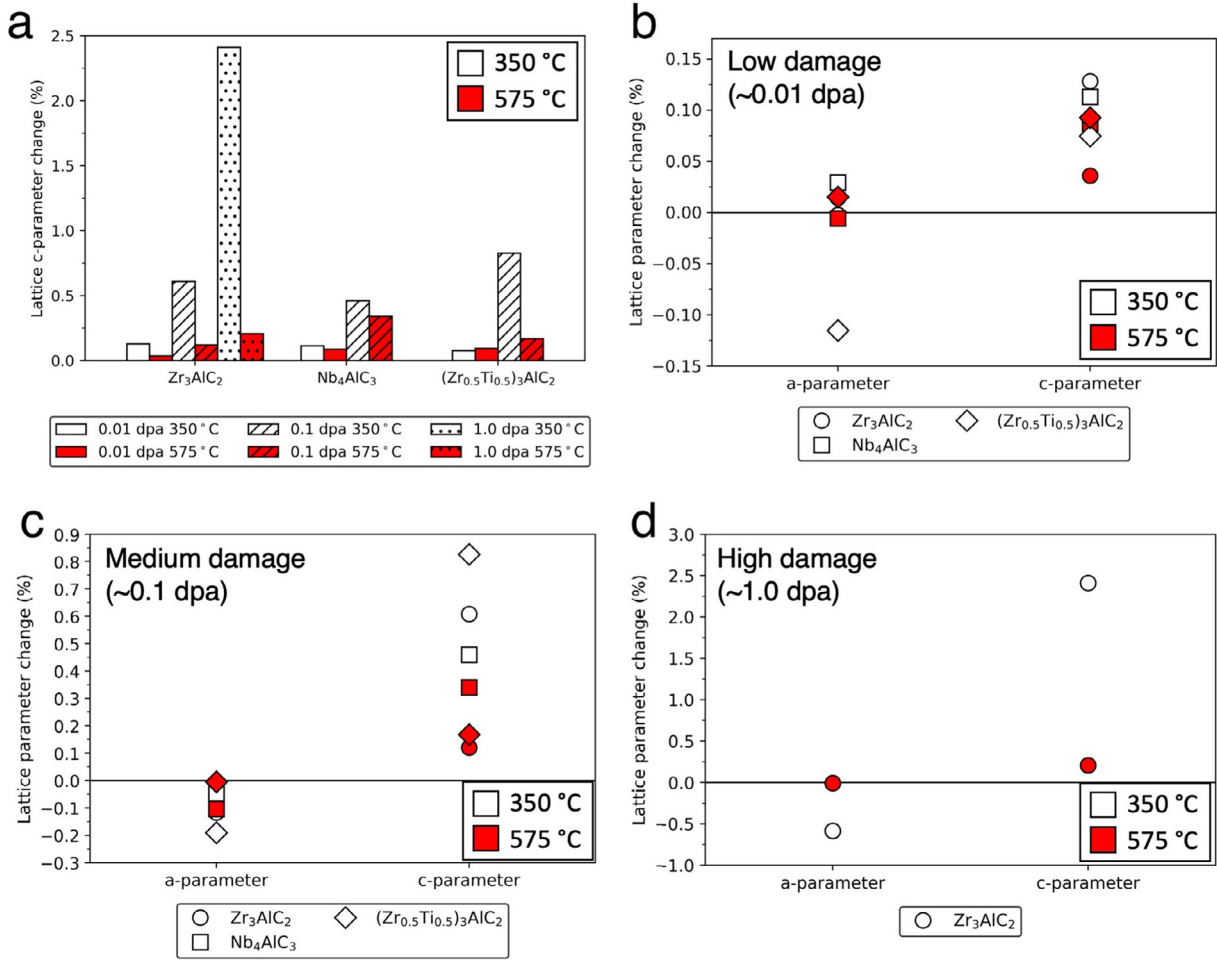 a
2.5
2.0
1.5
1.0
0.5
0.0
Lattice c-parameter change (%)
350 °C
575 °C
Zr₃AlC₂
Nb₄AlC₃
(Zr₀.₅Ti₀.₅)₃AlC₂
0.01 dpa 350°C
0.1 dpa 350°C
1.0 dpa 350°C
0.01 dpa 575°C
0.1 dpa 575°C
1.0 dpa 575°C
b
Low damage
(~0.01 dpa)
0.15
0.10
0.05
0.00
−0.05
−0.10
−0.15
Lattice parameter change (%)
350 °C
575 °C
a-parameter
c-parameter
Zr₃AlC₂
(Zr₀.₅Ti₀.₅)₃AlC₂
Nb₄AlC₃
c
Medium damage
(~0.1 dpa)
0.9
0.8
0.7
0.6
0.5
0.4
0.3
0.2
0.1
0.0
−0.1
−0.2
−0.3
Lattice parameter change (%)
350 °C
575 °C
a-parameter
c-parameter
Zr₃AlC₂
(Zr₀.₅Ti₀.₅)₃AlC₂
Nb₄AlC₃
d
High damage
(~1.0 dpa)
3.0
2.5
2.0
1.5
1.0
0.5
0.0
−0.5
−1.0
Lattice parameter change (%)
350 °C
575 °C
a-parameter
c-parameter
Zr₃AlC₂